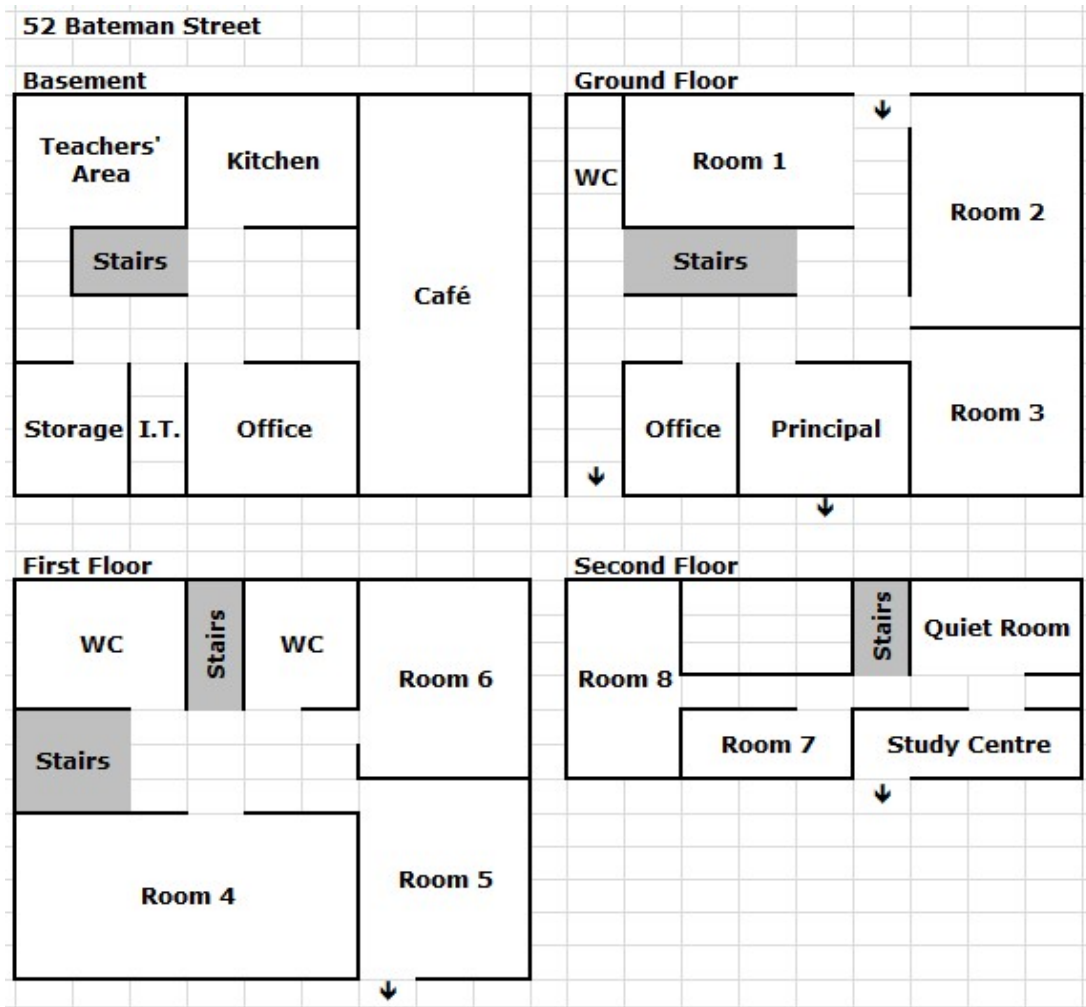 52 Bateman Street
Basement
Teachers'
Area
Kitchen
Stairs
Café
Storage
I.T.
Office
Ground Floor
WC
Room 1
Room 2
Stairs
Office
Principal
Room 3
First Floor
WC
Stairs
WC
Room 6
Stairs
Room 4
Room 5
Second Floor
Room 8
Stairs
Quiet Room
Room 7
Study Centre